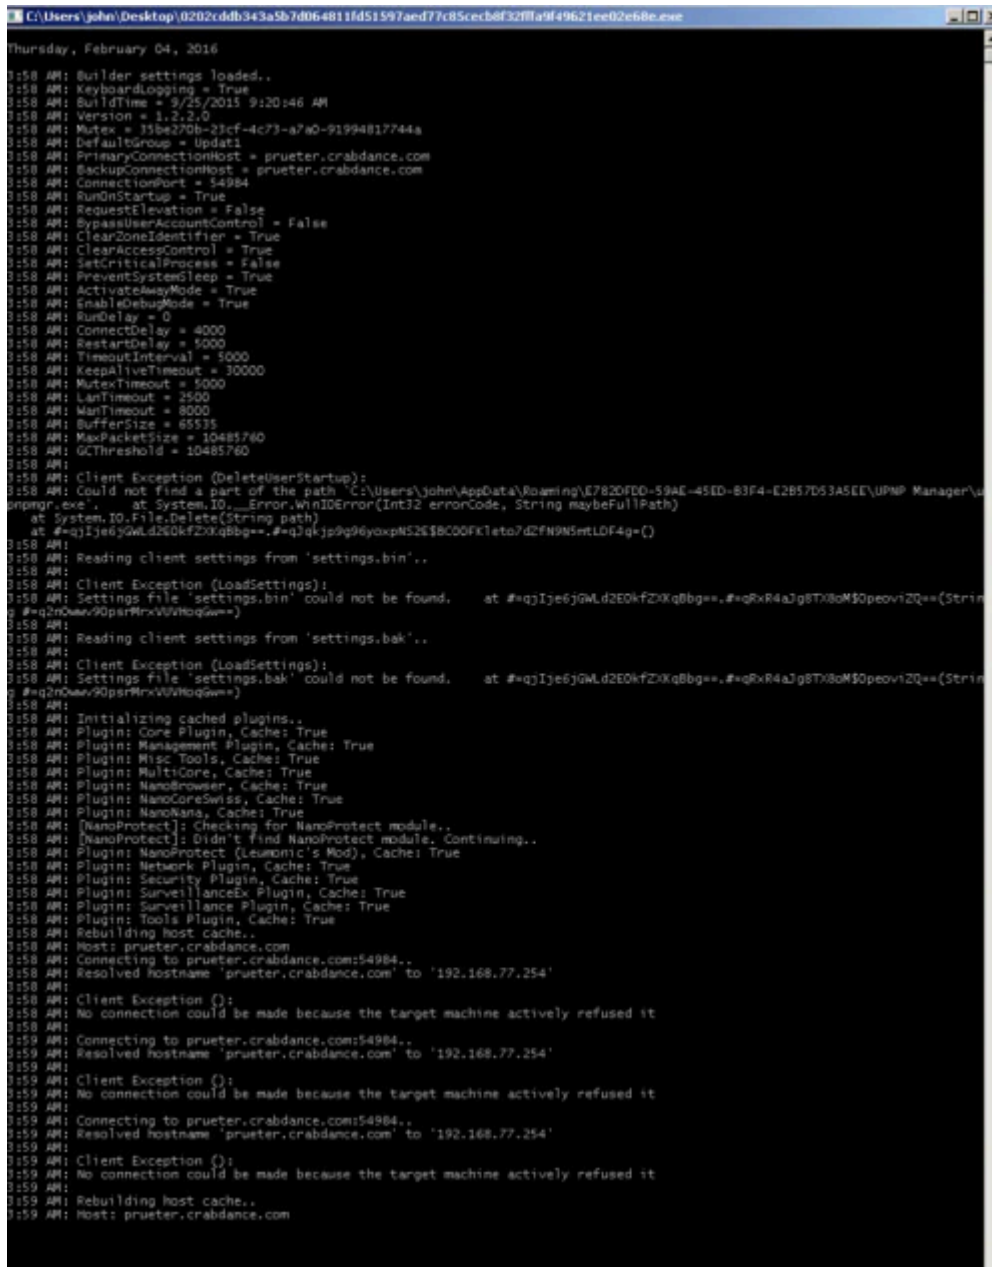 C:\Users\john\Desktop\0202cddb343a5b7d064811fd51597aed77c85cecb8f32fffa9f49621ee02e68e.exe
Thursday, February 04, 2016
3:58 AM: Builder settings loaded..
3:58 AM: KeyboardLogging = True
3:58 AM: BuildTime = 9/25/2015 9:20:46 AM
3:58 AM: Version = 1.2.2.0
3:58 AM: Mutex = 35be270b-23cf-4c73-a7a0-91994817744a
3:58 AM: DefaultGroup = Updat1
3:58 AM: PrimaryConnectionHost = prueter.crabdance.com
3:58 AM: BackupConnectionHost = prueter.crabdance.com
3:58 AM: ConnectionPort = 54984
3:58 AM: RunOnStartup = True
3:58 AM: RequestElevation = False
3:58 AM: BypassUserAccountControl = False
3:58 AM: ClearZoneIdentifier = True
3:58 AM: ClearAccessControl = True
3:58 AM: SetCriticalProcess = False
3:58 AM: PreventSystemSleep = True
3:58 AM: ActivateAwayMode = True
3:58 AM: EnableDebugMode = True
3:58 AM: RunDelay = 0
3:58 AM: ConnectDelay = 4000
3:58 AM: RestartDelay = 5000
3:58 AM: TimeoutInterval = 5000
3:58 AM: KeepAliveTimeout = 30000
3:58 AM: MutexTimeout = 5000
3:58 AM: LanTimeout = 2500
3:58 AM: WanTimeout = 8000
3:58 AM: BufferSize = 65535
3:58 AM: MaxPacketSize = 10485760
3:58 AM: GCThreshold = 10485760
3:58 AM:
3:58 AM: Client Exception (DeleteUserStartup):
3:58 AM: Could not find a part of the path 'C:\Users\john\AppData\Roaming\E782DFDD-59AE-45ED-B3F4-E2B57D53A5EE\UPNP Manager\u
pnpmgr.exe'.    at System.IO.__Error.WinIOError(Int32 errorCode, String maybeFullPath)
at System.IO.File.Delete(String path)
at
3:58 AM:
3:58 AM: Reading client settings from 'settings.bin'..
3:58 AM:
3:58 AM: Client Exception (LoadSettings):
3:58 AM: Settings file 'settings.bin' could not be found.    at
3:58 AM:
3:58 AM: Reading client settings from 'settings.bak'..
3:58 AM:
3:58 AM: Client Exception (LoadSettings):
3:58 AM: Settings file 'settings.bak' could not be found.    at
3:58 AM:
3:58 AM: Initializing cached plugins..
3:58 AM: Plugin: Core Plugin, Cache: True
3:58 AM: Plugin: Management Plugin, Cache: True
3:58 AM: Plugin: Misc Tools, Cache: True
3:58 AM: Plugin: MultiCore, Cache: True
3:58 AM: Plugin: NanoBrowser, Cache: True
3:58 AM: Plugin: NanoCoreSwiss, Cache: True
3:58 AM: Plugin: NanoNana, Cache: True
3:58 AM: [NanoProtect]: Checking for NanoProtect module..
3:58 AM: [NanoProtect]: Didn't find NanoProtect module. Continuing..
3:58 AM: Plugin: NanoProtect (Leumonic's Mod), Cache: True
3:58 AM: Plugin: Network Plugin, Cache: True
3:58 AM: Plugin: Security Plugin, Cache: True
3:58 AM: Plugin: SurveillanceEx Plugin, Cache: True
3:58 AM: Plugin: Surveillance Plugin, Cache: True
3:58 AM: Plugin: Tools Plugin, Cache: True
3:58 AM: Rebuilding host cache..
3:58 AM: Host: prueter.crabdance.com
3:58 AM: Connecting to prueter.crabdance.com:54984..
3:58 AM: Resolved hostname 'prueter.crabdance.com' to '192.168.77.254'
3:58 AM:
3:58 AM: Client Exception ():
3:58 AM: No connection could be made because the target machine actively refused it
3:58 AM:
3:59 AM: Connecting to prueter.crabdance.com:54984..
3:59 AM: Resolved hostname 'prueter.crabdance.com' to '192.168.77.254'
3:59 AM:
3:59 AM: Client Exception ():
3:59 AM: No connection could be made because the target machine actively refused it
3:59 AM:
3:59 AM: Connecting to prueter.crabdance.com:54984..
3:59 AM: Resolved hostname 'prueter.crabdance.com' to '192.168.77.254'
3:59 AM:
3:59 AM: Client Exception ():
3:59 AM: No connection could be made because the target machine actively refused it
3:59 AM:
3:59 AM: Rebuilding host cache..
3:59 AM: Host: prueter.crabdance.com